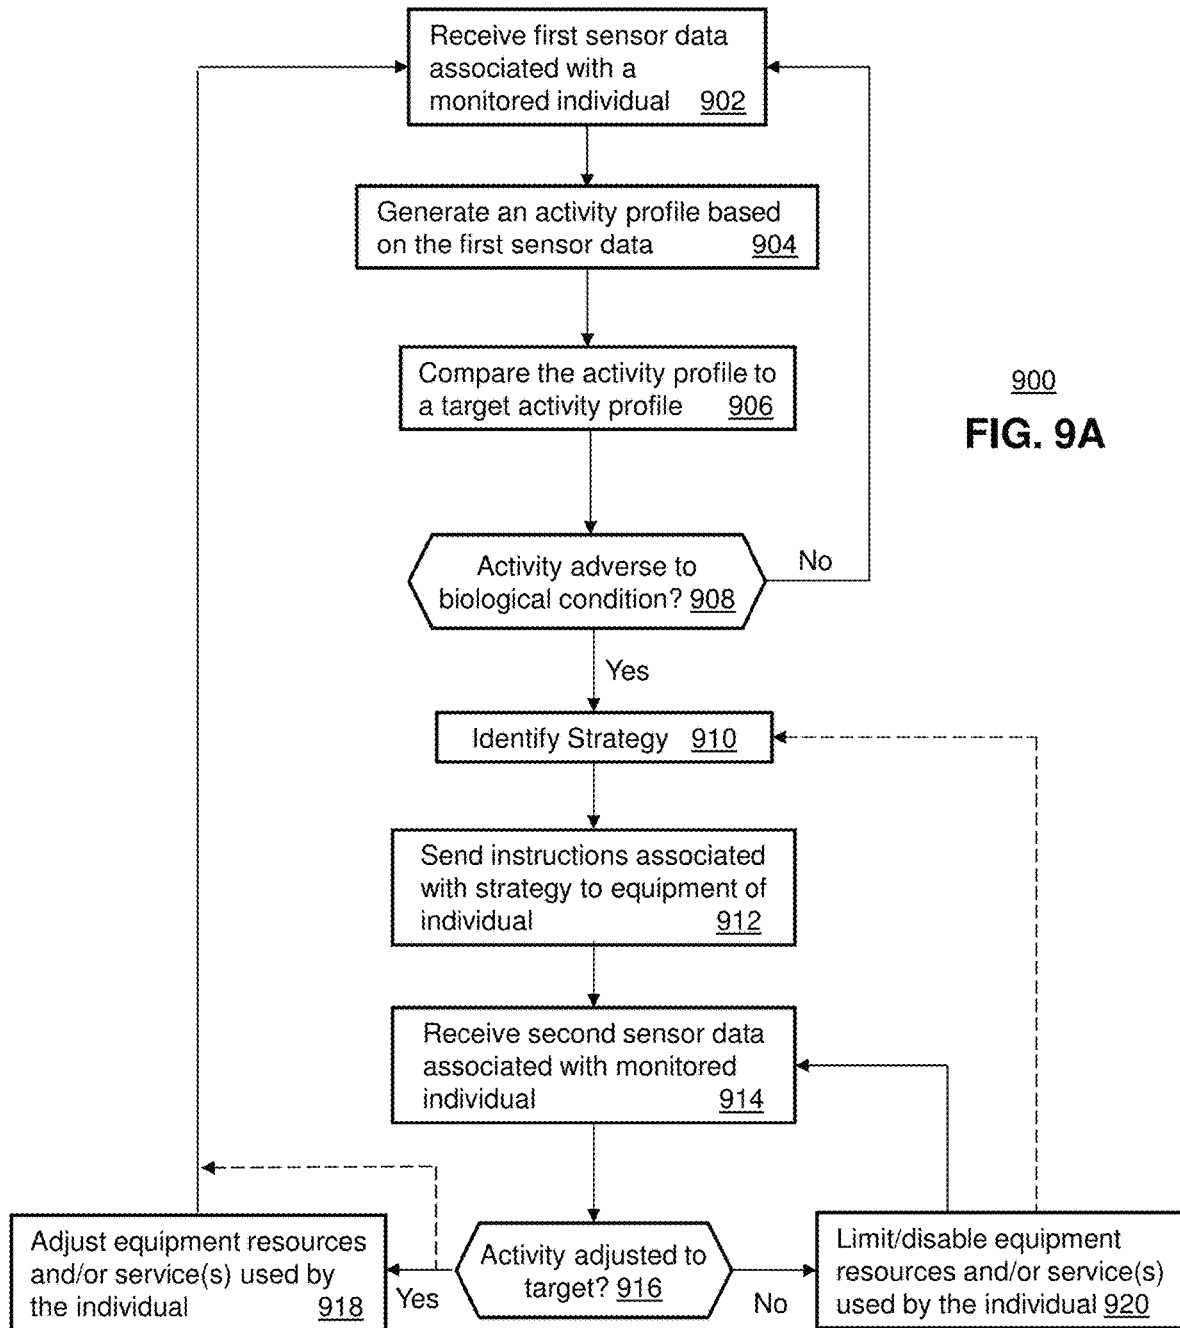 Receive first sensor data
associated with a
monitored individual 902
Generate an activity profile based
on the first sensor data 904
Compare the activity profile to
a target activity profile 906
900
FIG. 9A
Activity adverse to
biological condition? 908
No
Yes
Identify Strategy 910
Send instructions associated
with strategy to equipment of
individual 912
Receive second sensor data
associated with monitored
individual 914
Activity adjusted to
target? 916
Yes
No
Adjust equipment resources
and/or service(s) used by
the individual 918
Limit/disable equipment
resources and/or service(s)
used by the individual 920